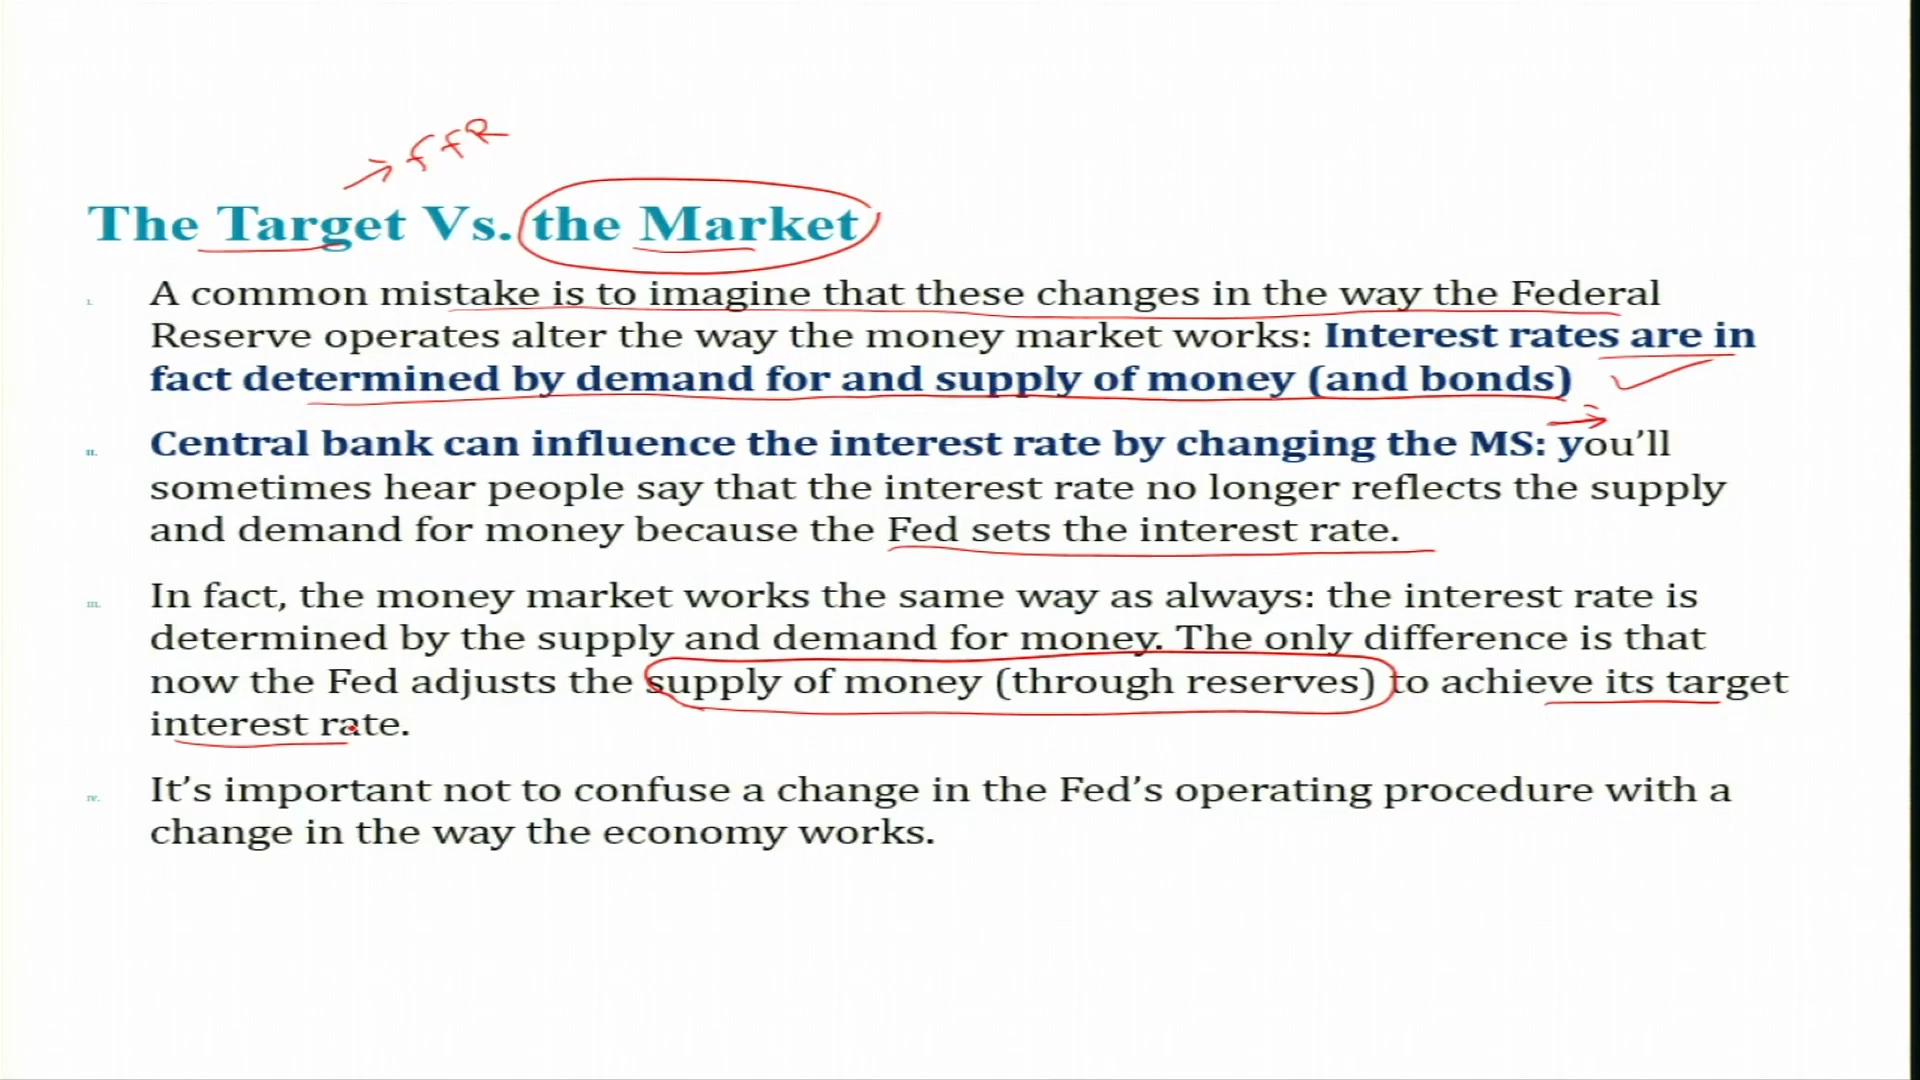 → ffR
The Target Vs. the Market
I. A common mistake is to imagine that these changes in the way the Federal
Reserve operates alter the way the money market works: Interest rates are in
fact determined by demand for and supply of money (and bonds)
II. Central bank can influence the interest rate by changing the MS: you’ll
sometimes hear people say that the interest rate no longer reflects the supply
and demand for money because the Fed sets the interest rate.
III. In fact, the money market works the same way as always: the interest rate is
determined by the supply and demand for money. The only difference is that
now the Fed adjusts the supply of money (through reserves) to achieve its target
interest rate.
IV. It’s important not to confuse a change in the Fed’s operating procedure with a
change in the way the economy works.